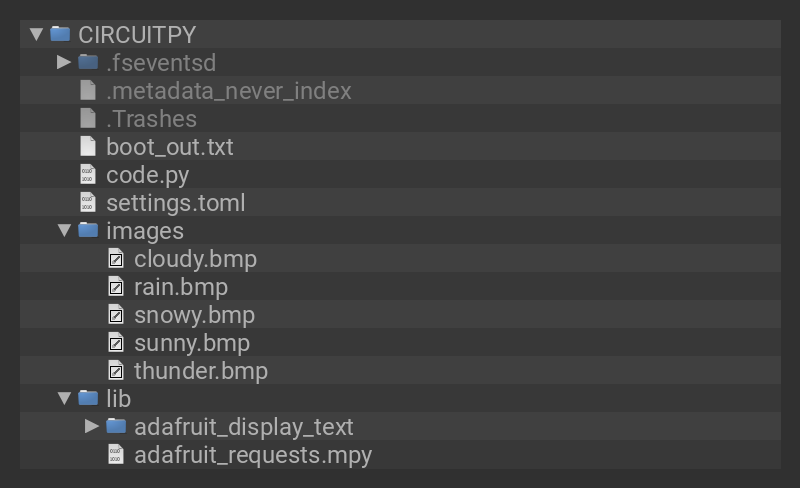 CIRCUITPY
.fseventsd
.metadata_never_index
.Trashes
boot_out.txt
code.py
settings.toml
images
cloudy.bmp
rain.bmp
snowy.bmp
sunny.bmp
thunder.bmp
lib
adafruit_display_text
adafruit_requests.mpy